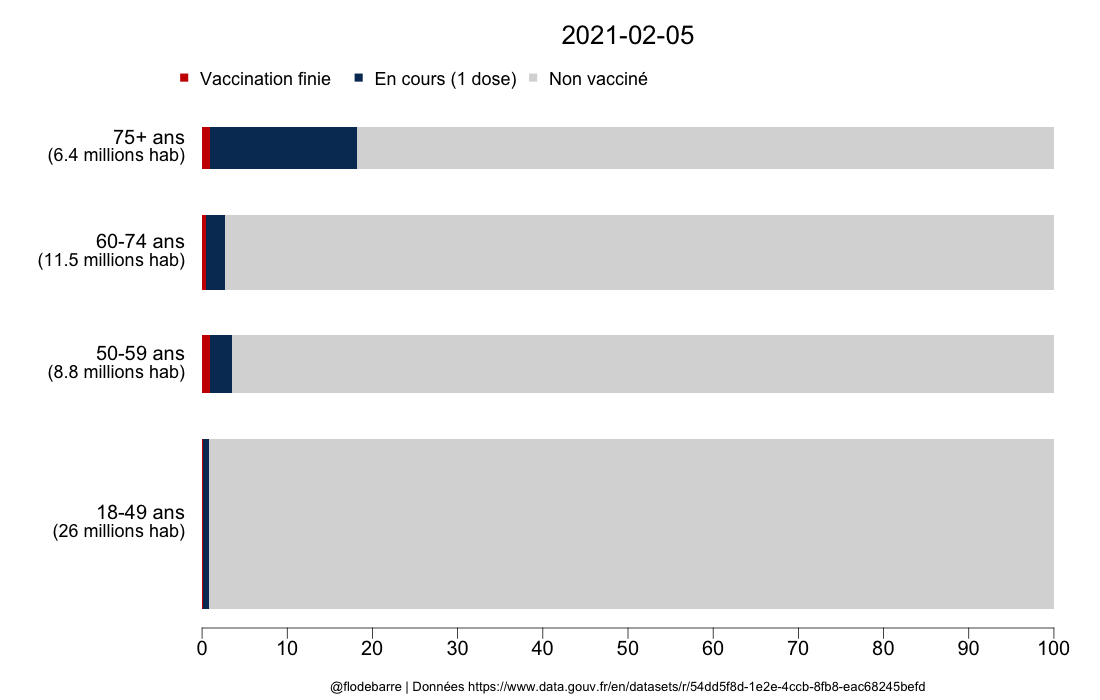 2021-02-05
Vaccination finie En cours (1 dose) Non vacciné
75+ ans
(6.4 millions hab)
60-74 ans
(11.5 millions hab)
50-59 ans
(8.8 millions hab)
18-49 ans
(26 millions hab)
0 10 20 30 40 50 60 70 80 90 100
@flodebarre | Données https://www.data.gouv.fr/en/datasets/r/54dd5f8d-1e2e-4ccb-8fb8-eac68245befd